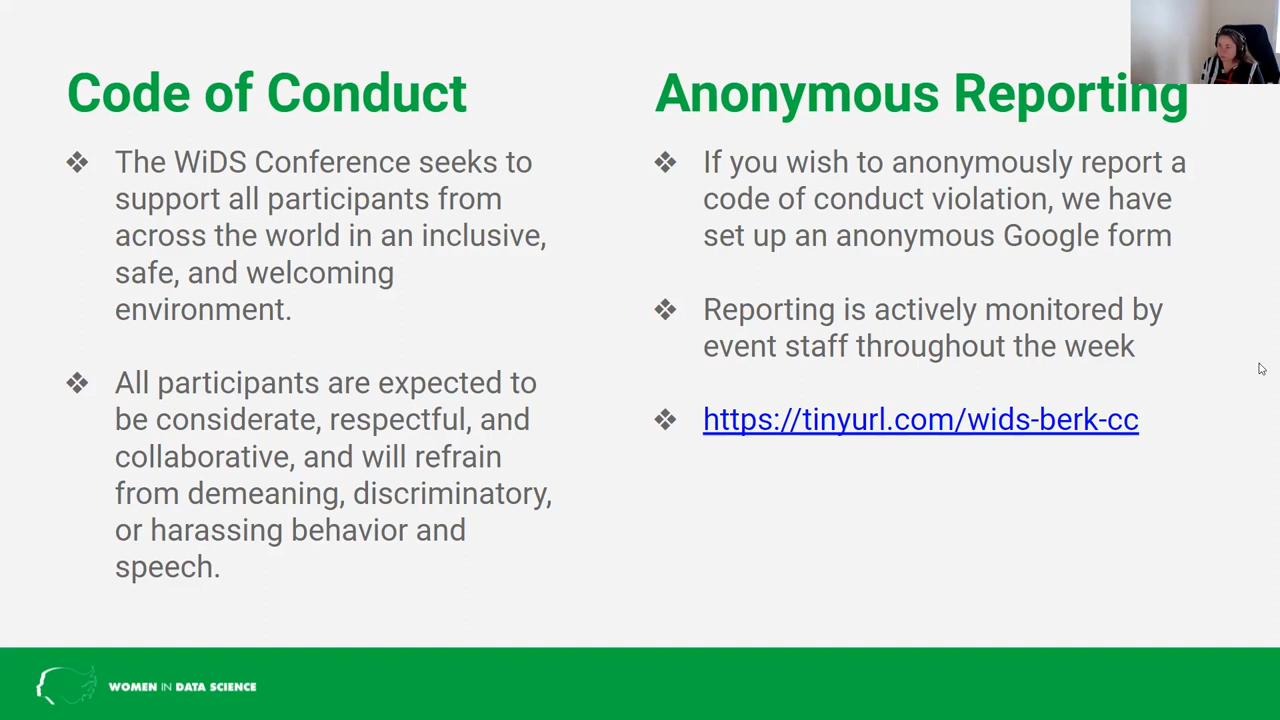 Code of Conduct
❖ The WiDS Conference seeks to
support all participants from
across the world in an inclusive,
safe, and welcoming
environment.
❖ All participants are expected to
be considerate, respectful, and
collaborative, and will refrain
from demeaning, discriminatory,
or harassing behavior and
speech.
Anonymous Reporting
❖ If you wish to anonymously report a
code of conduct violation, we have
set up an anonymous Google form
❖ Reporting is actively monitored by
event staff throughout the week
❖ https://tinyurl.com/wids-berk-cc
WOMEN IN DATA SCIENCE